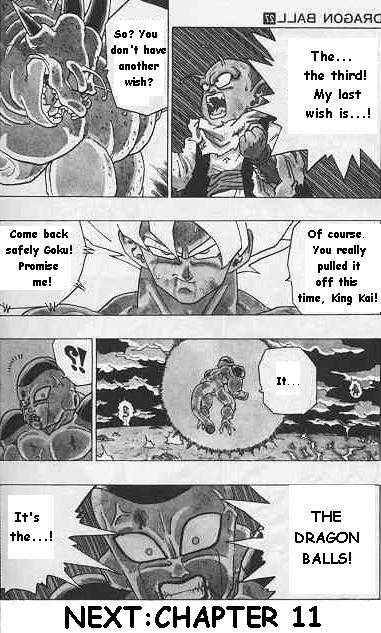 DRAGON BALL 27
So? You
don't have
another
wish?
The...
the third!
My last
wish is...!
Come back
safely Goku!
Promise
me!
Of course.
You really
pulled it
off this
time, King Kai!
?!
It...
It's
the...!
THE
DRAGON
BALLS!
NEXT:CHAPTER 11